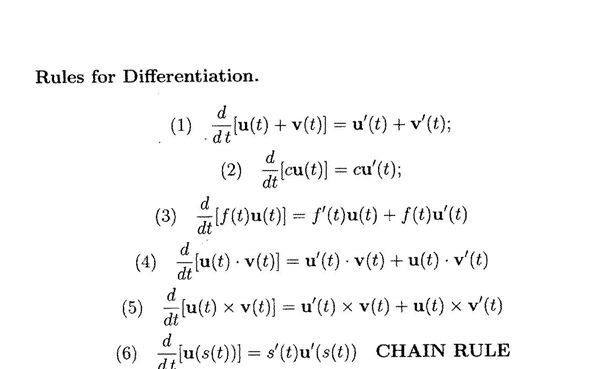 Rules for Differentiation.
(1) d/dt[u(t) + v(t)] = u′(t) + v′(t);
(2) d/dt[cu(t)] = cu′(t);
(3) d/dt[f(t)u(t)] = f′(t)u(t) + f(t)u′(t)
(4) d/dt[u(t) · v(t)] = u′(t) · v(t) + u(t) · v′(t)
(5) d/dt[u(t) × v(t)] = u′(t) × v(t) + u(t) × v′(t)
(6) d/dt[u(s(t))] = s′(t)u′(s(t)) CHAIN RULE